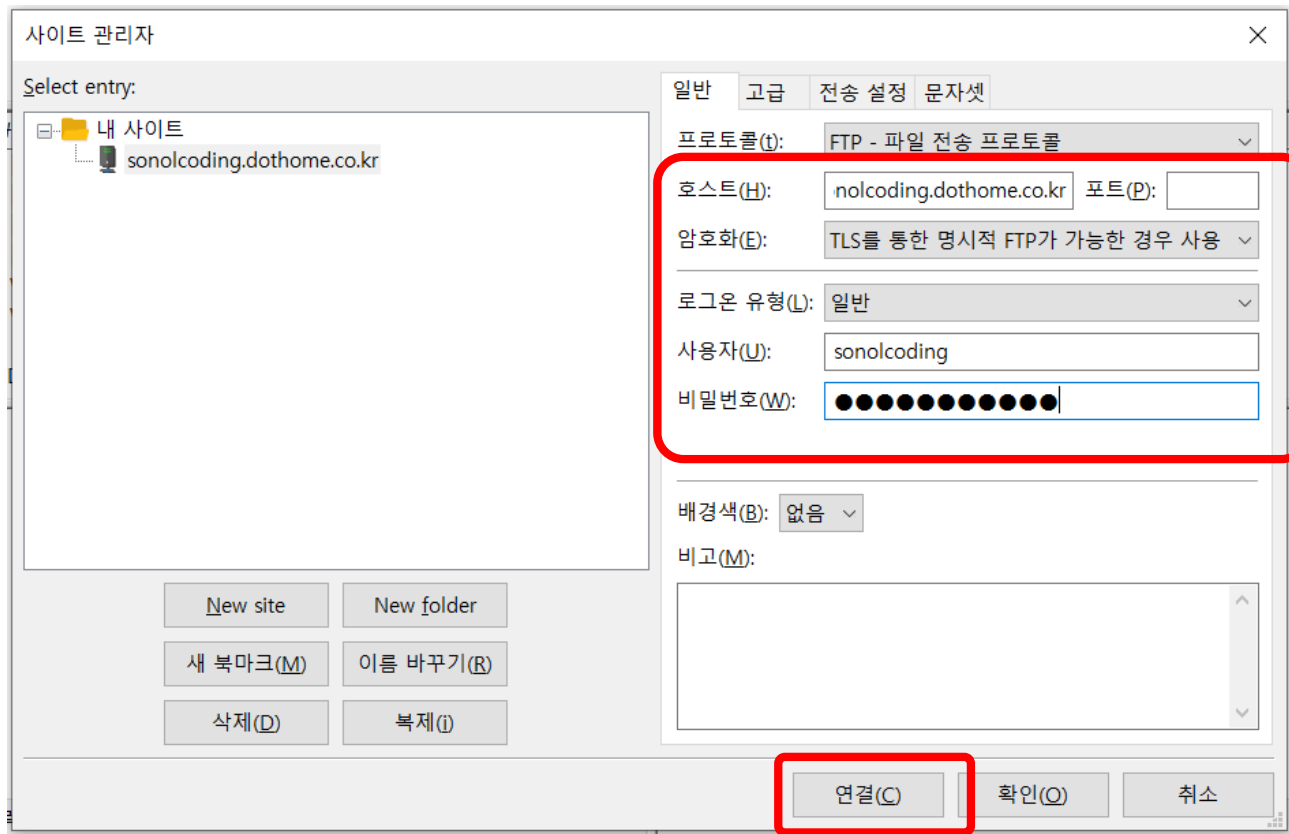 사이트 관리자
Select entry:
내 사이트
sonolcoding.dothome.co.kr
New site
New folder
새 북마크(M)
이름 바꾸기(R)
삭제(D)
복제(i)
일반 고급 전송 설정 문자셋
프로토콜(t): FTP - 파일 전송 프로토콜
호스트(H): nolcoding.dothome.co.kr 포트(P):
암호화(E): TLS를 통한 명시적 FTP가 가능한 경우 사용
로그온 유형(L): 일반
사용자(U): sonolcoding
비밀번호(W): ●●●●●●●●●●●
배경색(B): 없음
비고(M):
연결(C) 확인(O) 취소